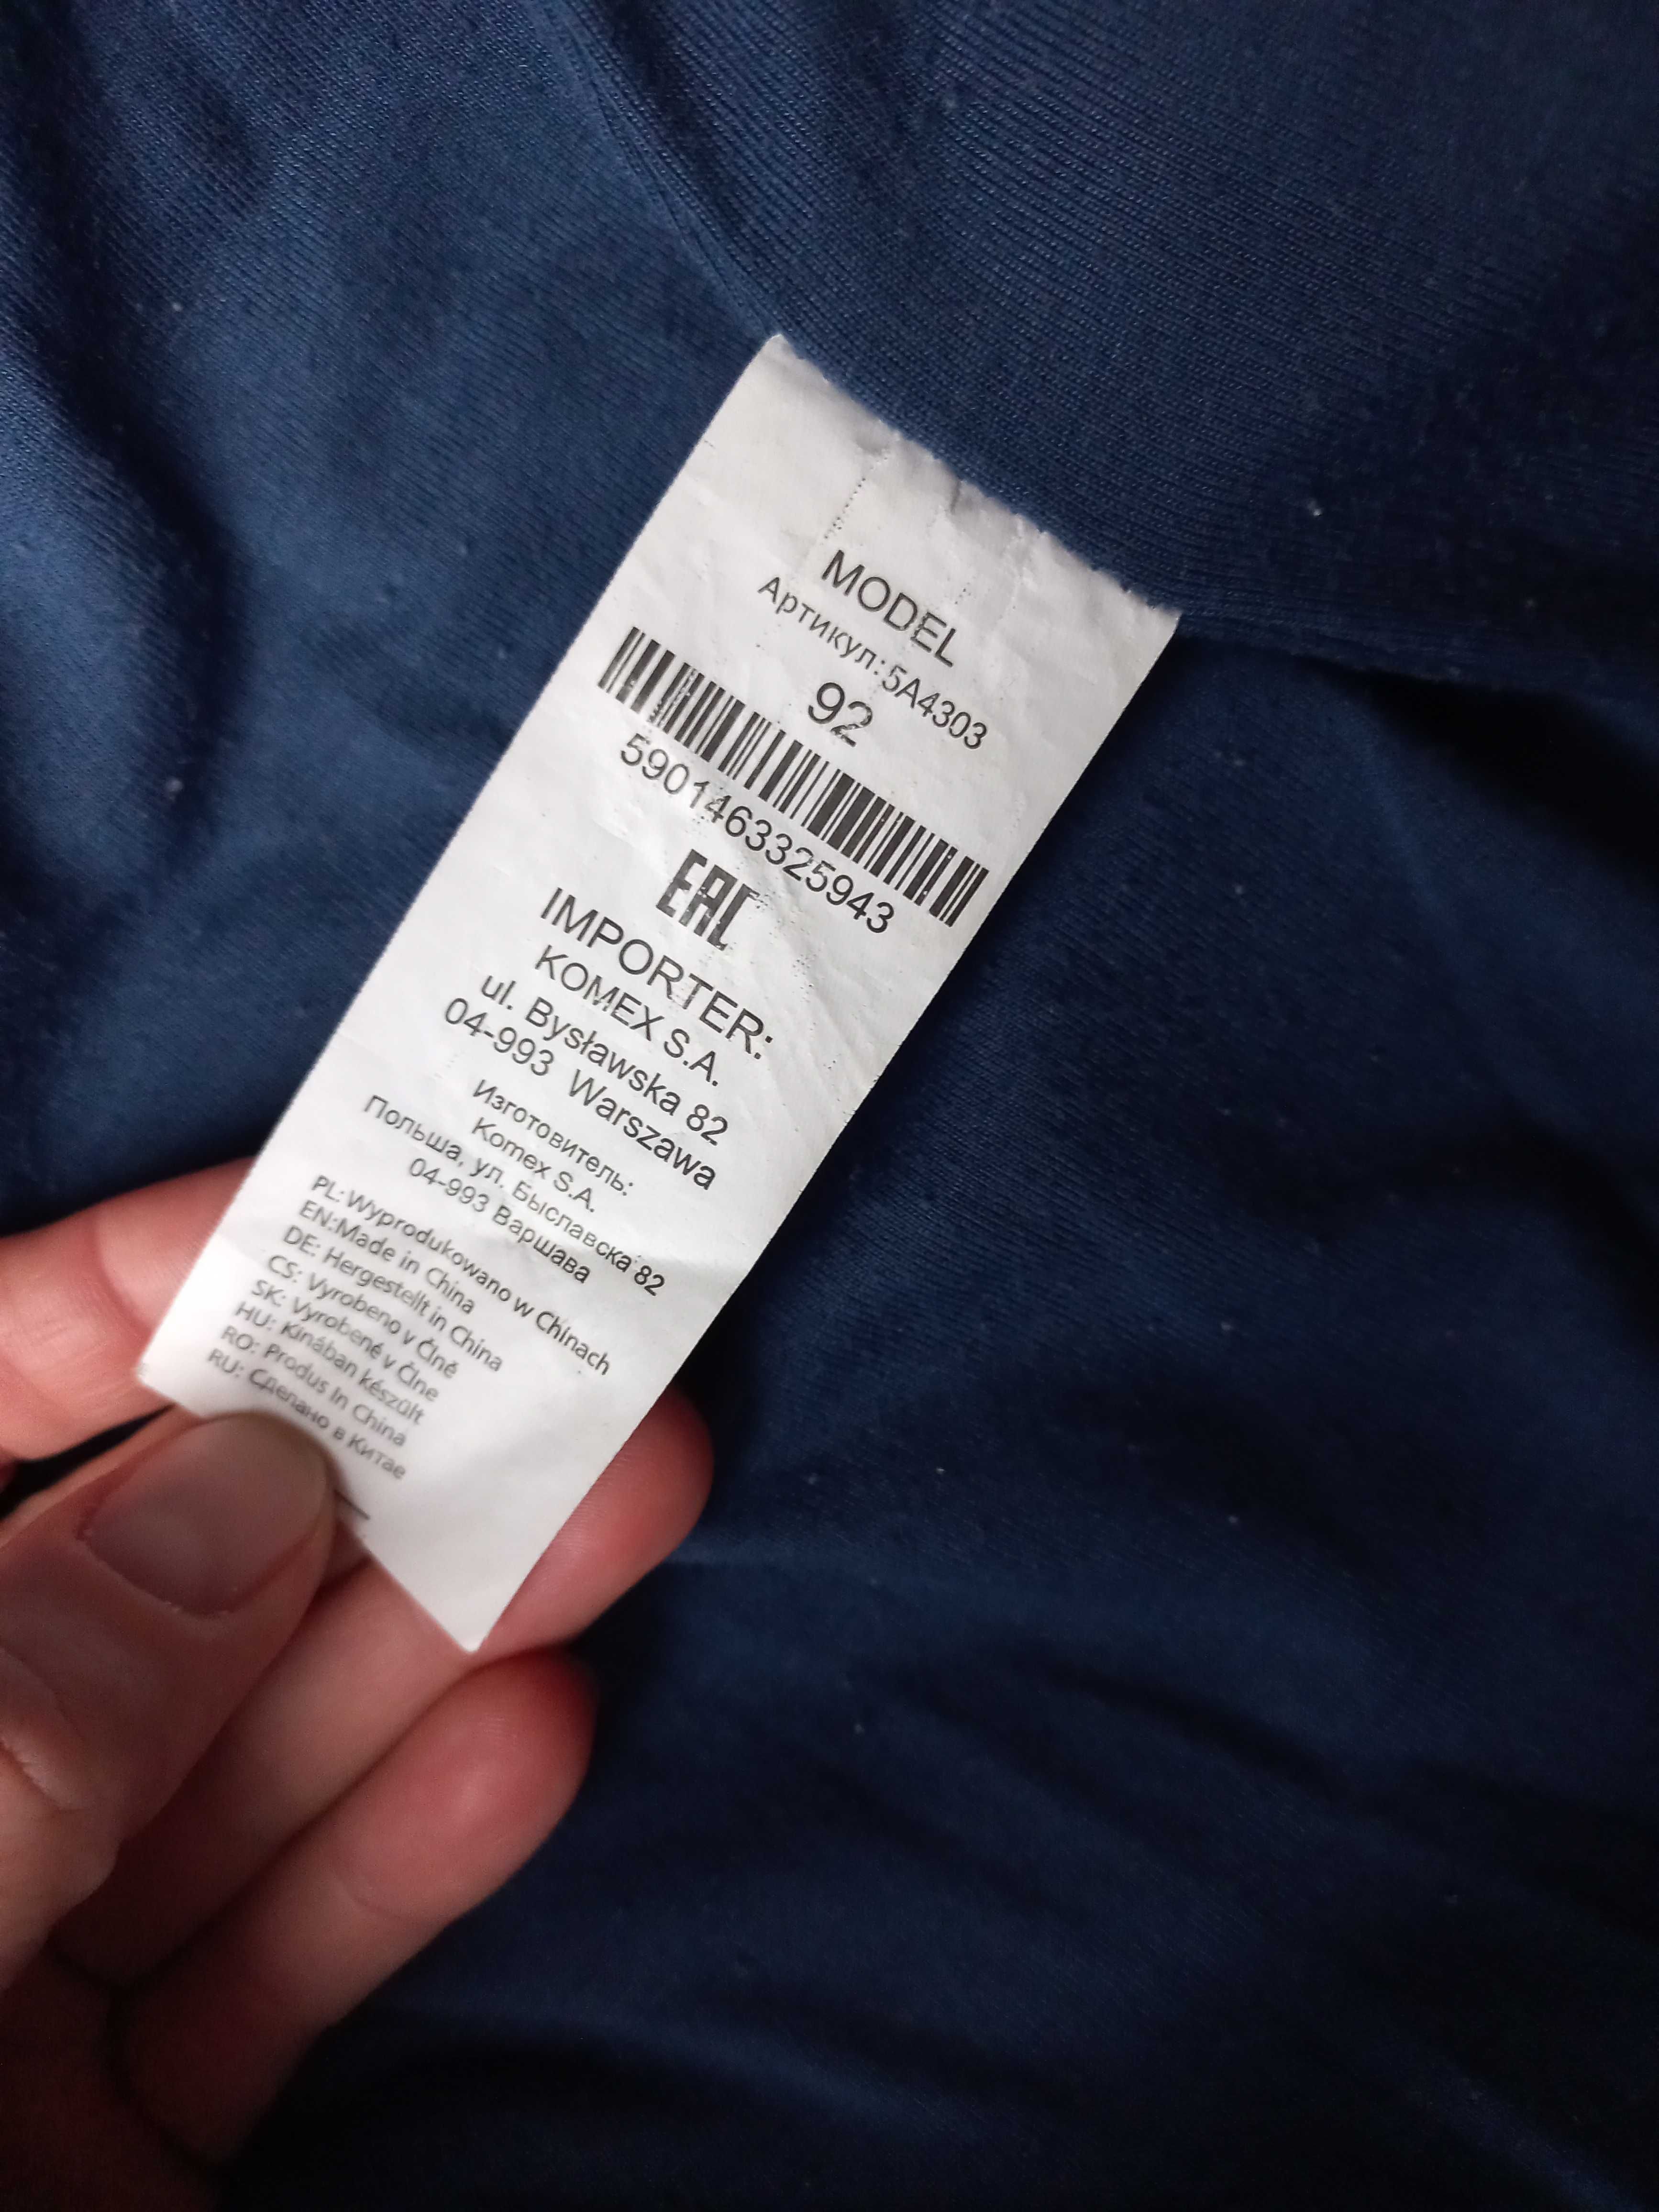 MODEL
Артикул:5A4303
92
5901463325943
EAC
IMPORTER:
KOMEX S.A.
ul. Bysławska 82
04-993 Warszawa
Изготовитель:
Komex S.A.
Польша, ул. Быславска 82
04-993 Варшава
PL: Wyprodukowano w Chinach
EN:Made in China
DE: Hergestellt in China
CS: Vyrobeno v Číně
SK: Vyrobené v Číne
HU: Kínában készült
RO: Produs în China
RU: Сделано в Китае